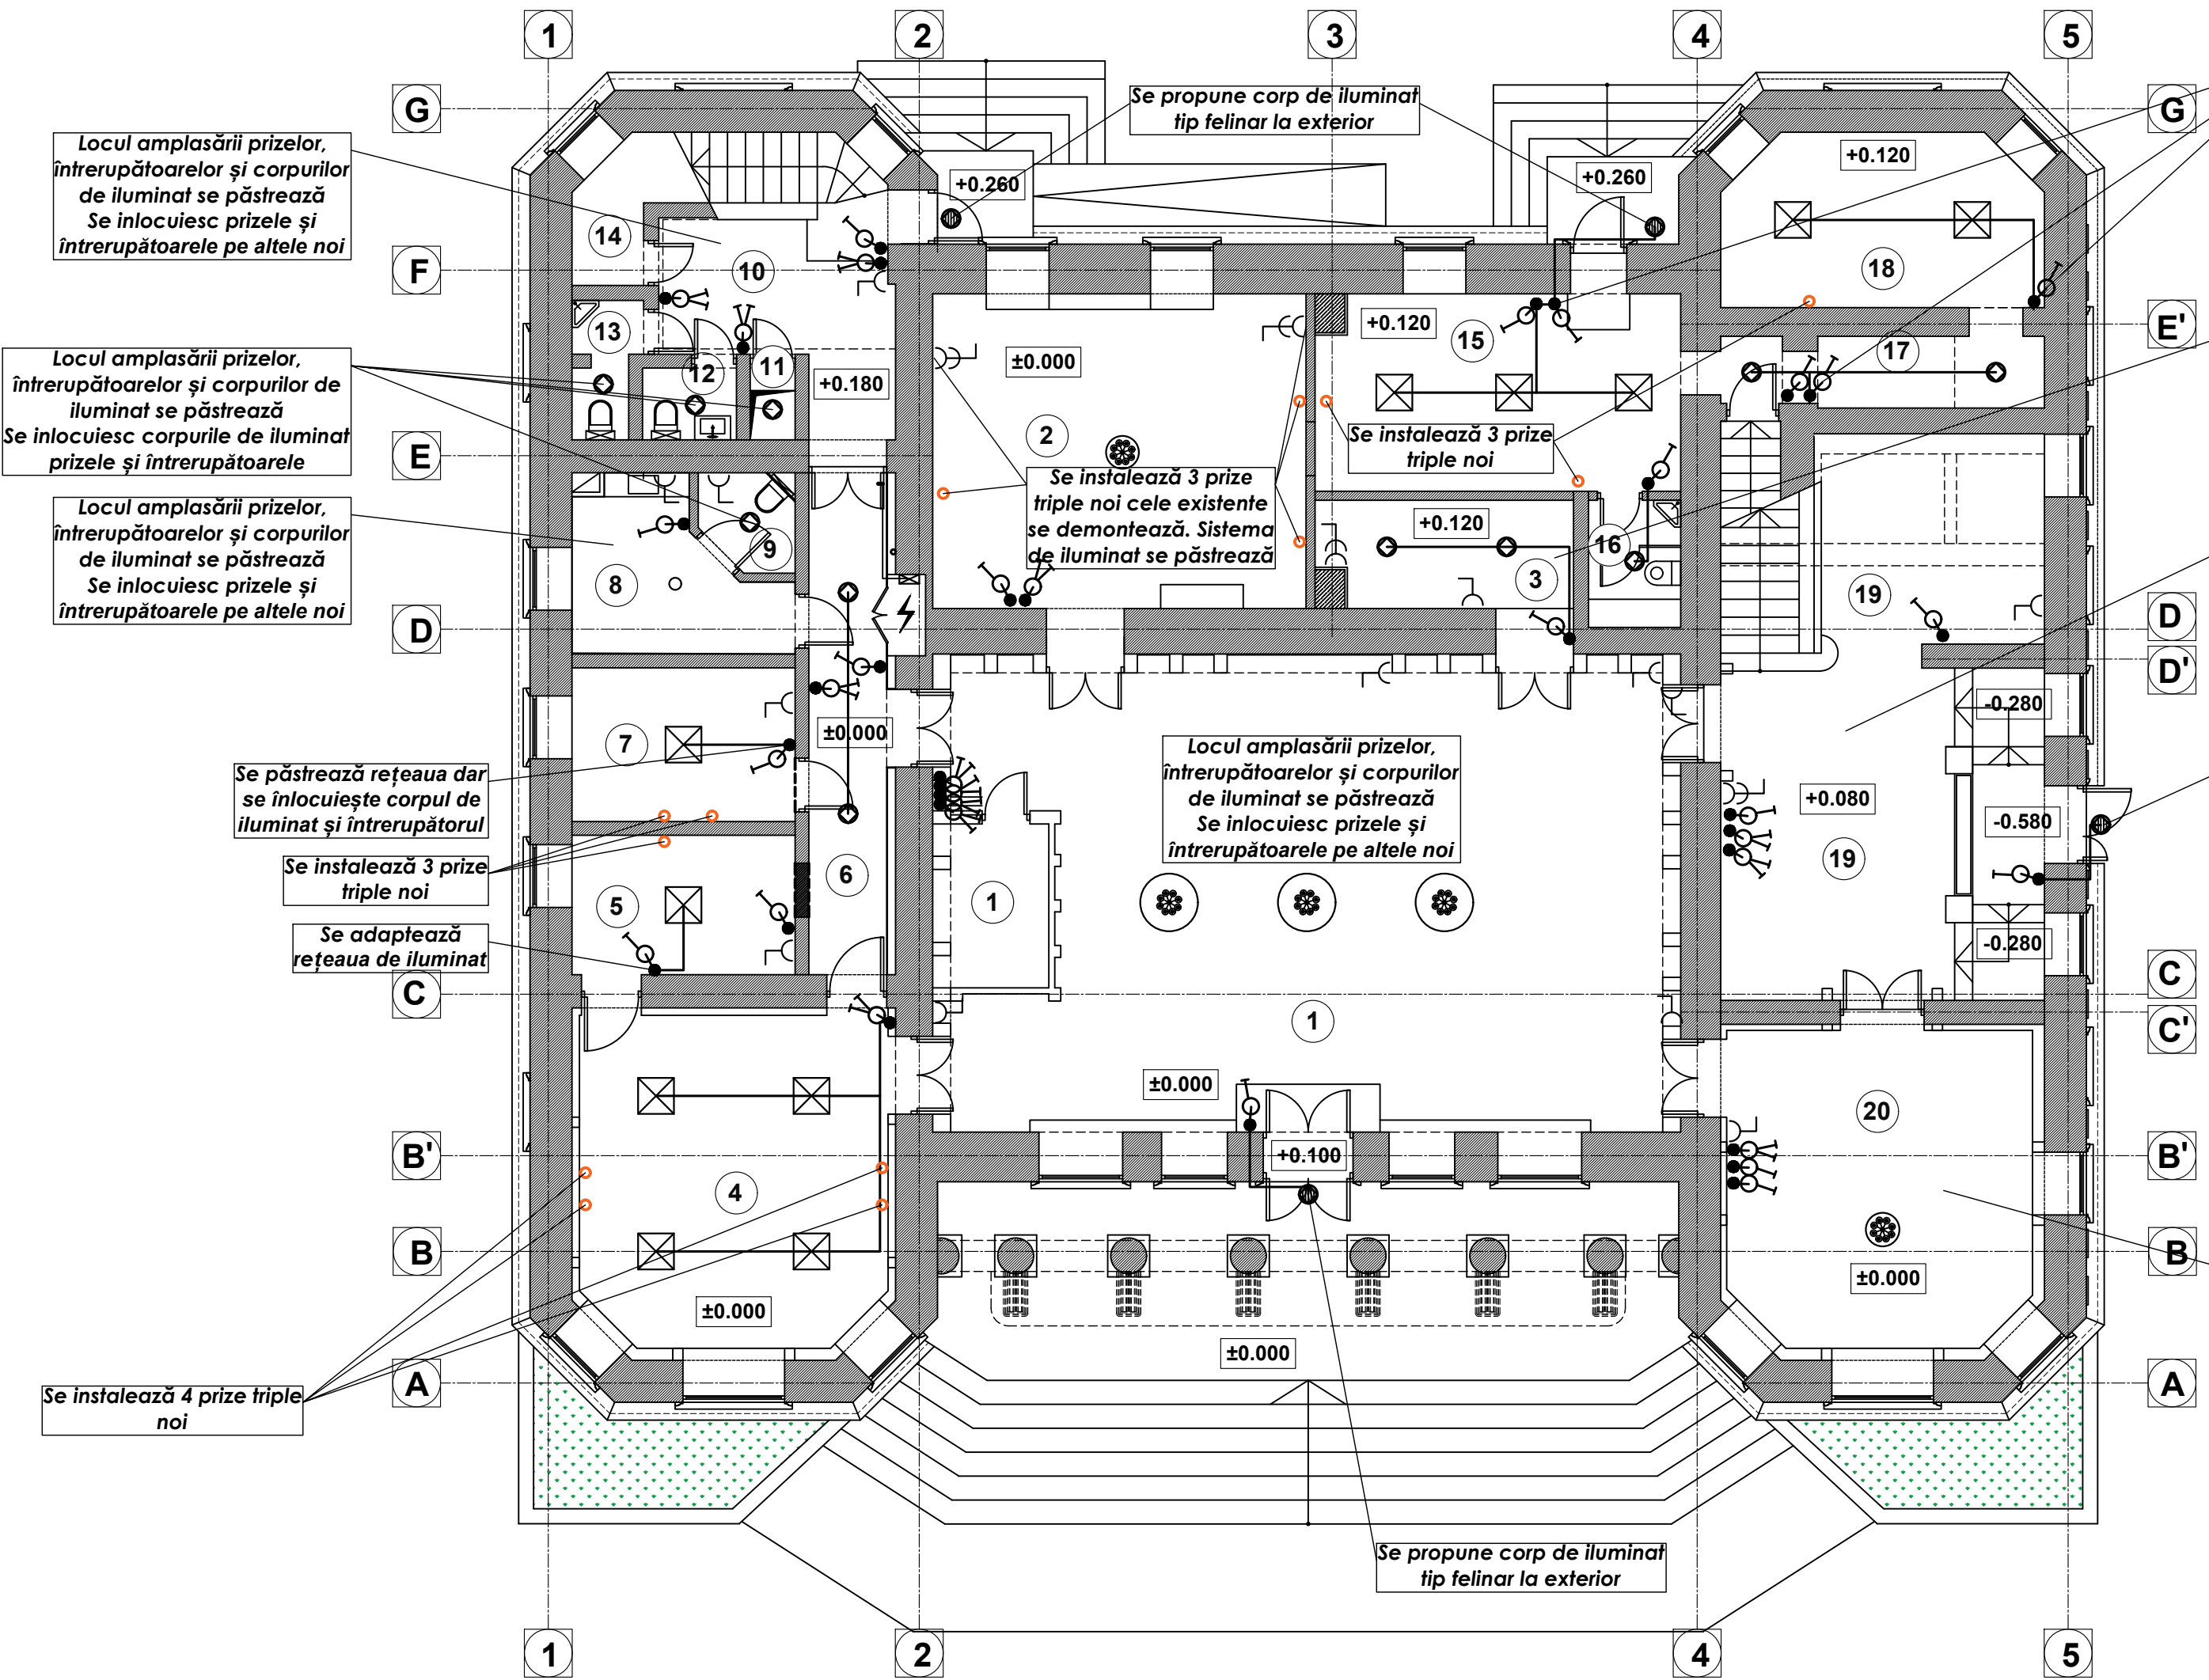 1
2
3
4
5
G
G
Se propune corp de iluminat
tip felinar la exterior
Locul amplasării prizelor,
întrerupătoarelor și corpurilor
de iluminat se păstrează
Se inlocuiesc prizele și
întrerupătoarele pe altele noi
+0.260
+0.260
+0.120
14
10
18
F
E'
13
12
11
+0.180
±0.000
+0.120
15
17
Locul amplasării prizelor,
întrerupătoarelor și corpurilor de
iluminat se păstrează
Se inlocuiesc corpurile de iluminat
prizele și întrerupătoarele
E
2
Se instalează 3 prize
triple noi
Se instalează 3 prize
triple noi cele existente
se demontează. Sistema
de iluminat se păstrează
Locul amplasării prizelor,
întrerupătoarelor și corpurilor
de iluminat se păstrează
Se inlocuiesc prizele și
întrerupătoarele pe altele noi
+0.120
16
9
8
3
19
D
D
D'
-0.280
7
±0.000
Se păstrează rețeaua dar
se înlocuiește corpul de
iluminat și întrerupătorul
Locul amplasării prizelor,
întrerupătoarelor și corpurilor
de iluminat se păstrează
Se inlocuiesc prizele și
întrerupătoarele pe altele noi
+0.080
-0.580
19
Se instalează 3 prize
triple noi
6
5
1
Se adaptează
rețeaua de iluminat
-0.280
C
C
C'
1
±0.000
20
B'
+0.100
B'
4
B
B
±0.000
±0.000
±0.000
A
A
Se instalează 4 prize triple
noi
Se propune corp de iluminat
tip felinar la exterior
1
2
4
5